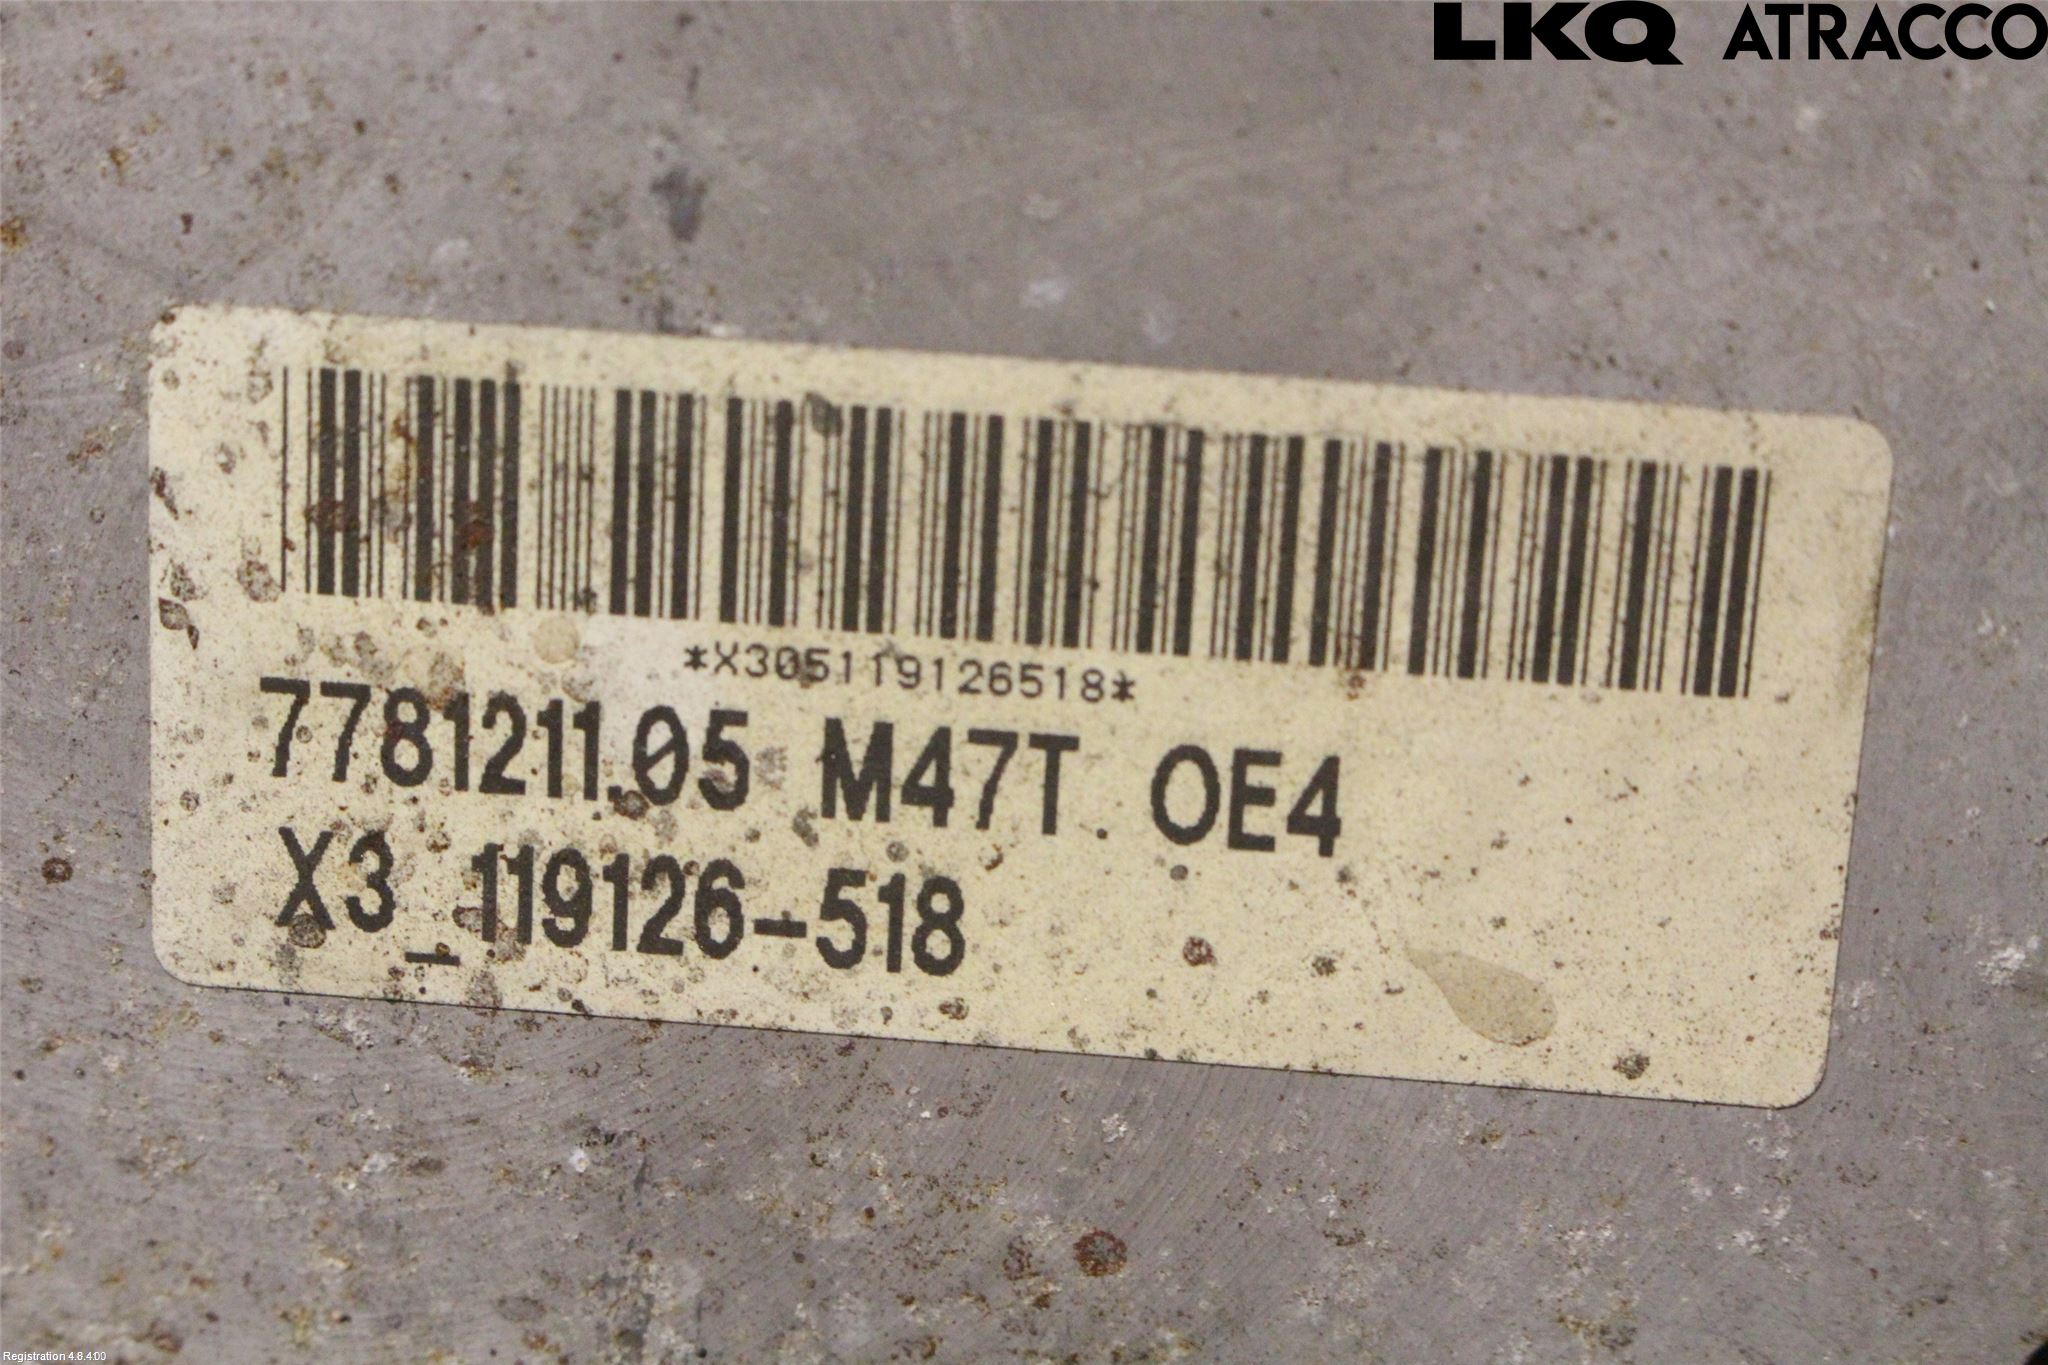 LKQ ATRACCO
*X305119126518*
7781211.05 M47T. OE4
X3_119126-518
Registration 4.8.4.00